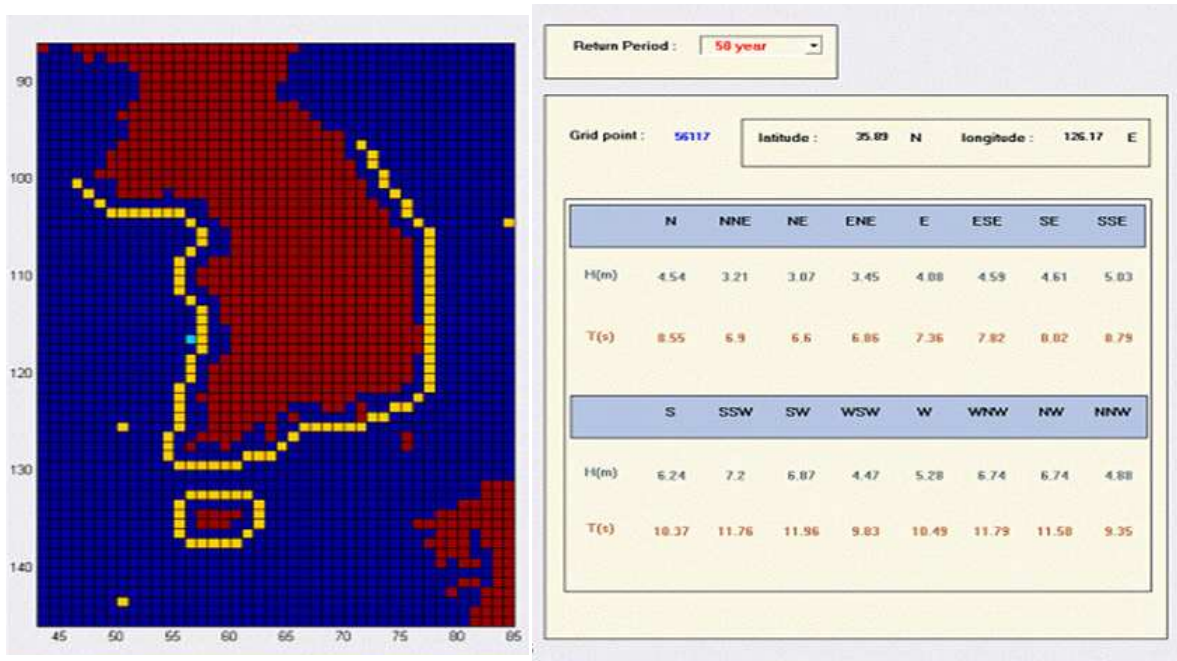 90
100
110
120
130
140
45 50 55 60 65 70 75 80 85
Return Period : 50 year
Grid point : 56117 latitude : 35.89 N longitude : 126.17 E
N NNE NE ENE E ESE SE SSE
H(m) 4.54 3.21 3.07 3.45 4.08 4.59 4.61 5.03
T(s) 8.55 6.9 6.6 6.86 7.36 7.82 8.02 8.79
S SSW SW WSW W WNW NW NNW
H(m) 6.24 7.2 6.87 4.47 5.28 6.74 6.74 4.88
T(s) 10.37 11.76 11.96 9.83 10.49 11.79 11.58 9.35